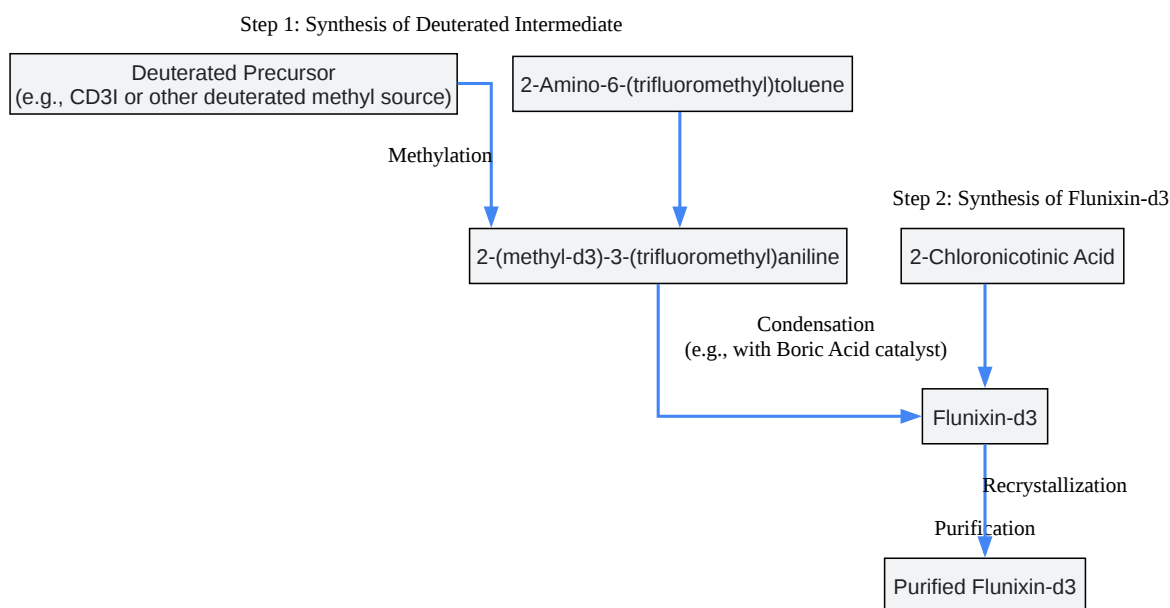 Step 1: Synthesis of Deuterated Intermediate
Deuterated Precursor
(e.g., CD3I or other deuterated methyl source)
2-Amino-6-(trifluoromethyl)toluene
Methylation
Step 2: Synthesis of Flunixin-d3
2-(methyl-d3)-3-(trifluoromethyl)aniline
2-Chloronicotinic Acid
Condensation
(e.g., with Boric Acid catalyst)
Flunixin-d3
Recrystallization
Purification
Purified Flunixin-d3